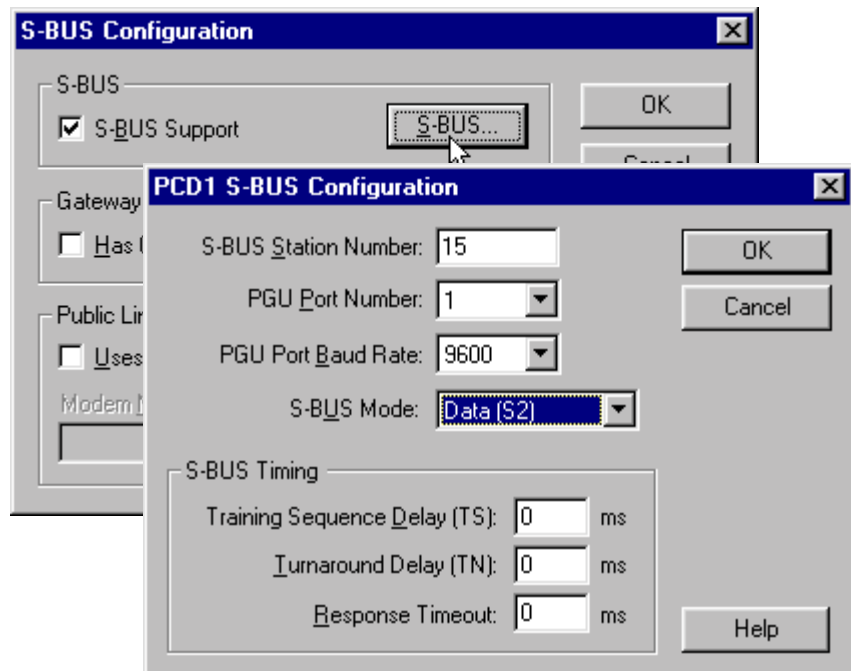 S-BUS Configuration
S-BUS
S-BUS Support
S-BUS...
OK
Gateway
Has
Public
Uses
Modem
PCD1 S-BUS Configuration
S-BUS Station Number: 15
OK
PGU Port Number: 1
Cancel
PGU Port Baud Rate: 9600
S-BUS Mode: Data (S2)
S-BUS Timing
Training Sequence Delay (TS): 0 ms
Turnaround Delay (TN): 0 ms
Response Timeout: 0 ms
Help